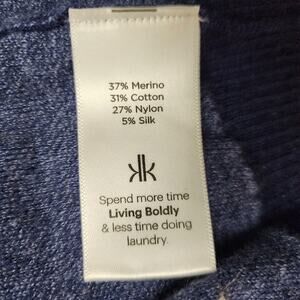 37% Merino
31% Cotton
27% Nylon
5% Silk
Spend more time
Living Boldly
& less time doing
laundry.